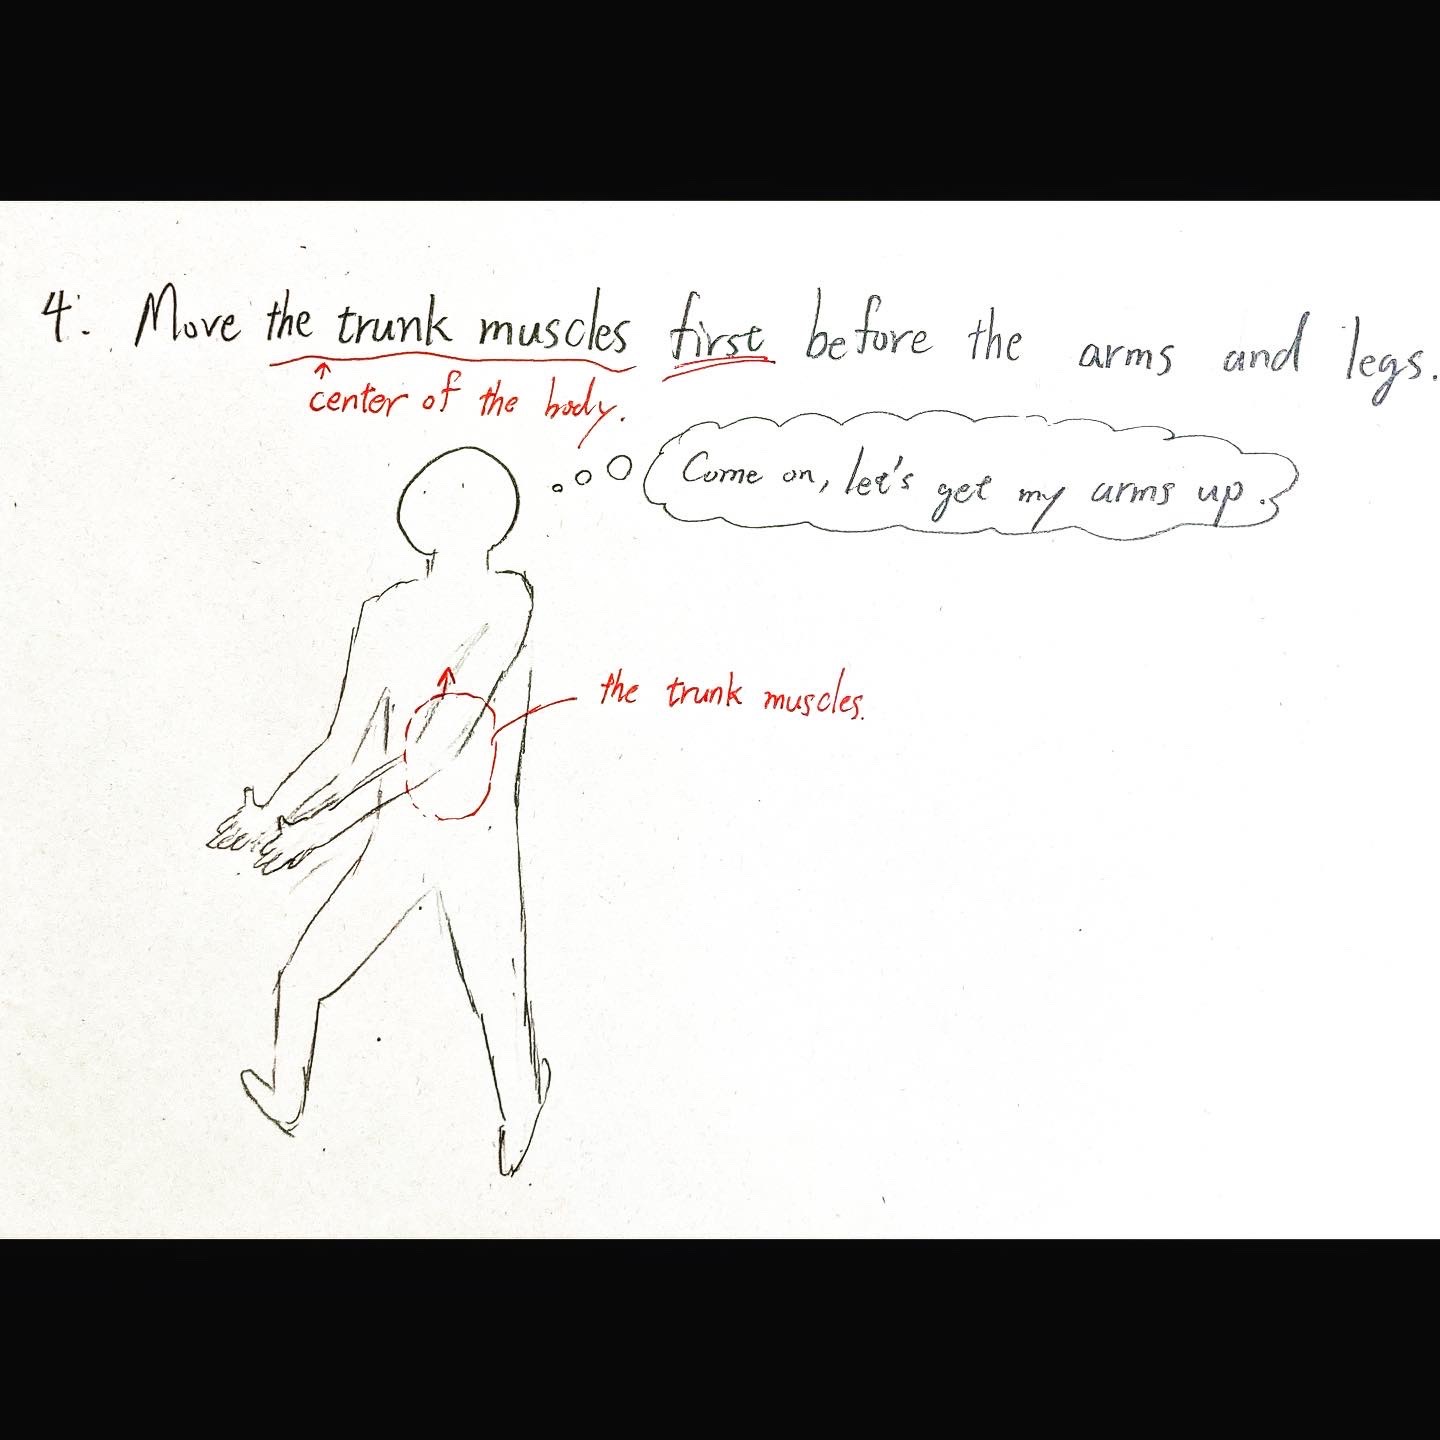 4. Move the trunk muscles first before the arms and legs.
center of the body.
Come on, let's get my arms up.
the trunk muscles.